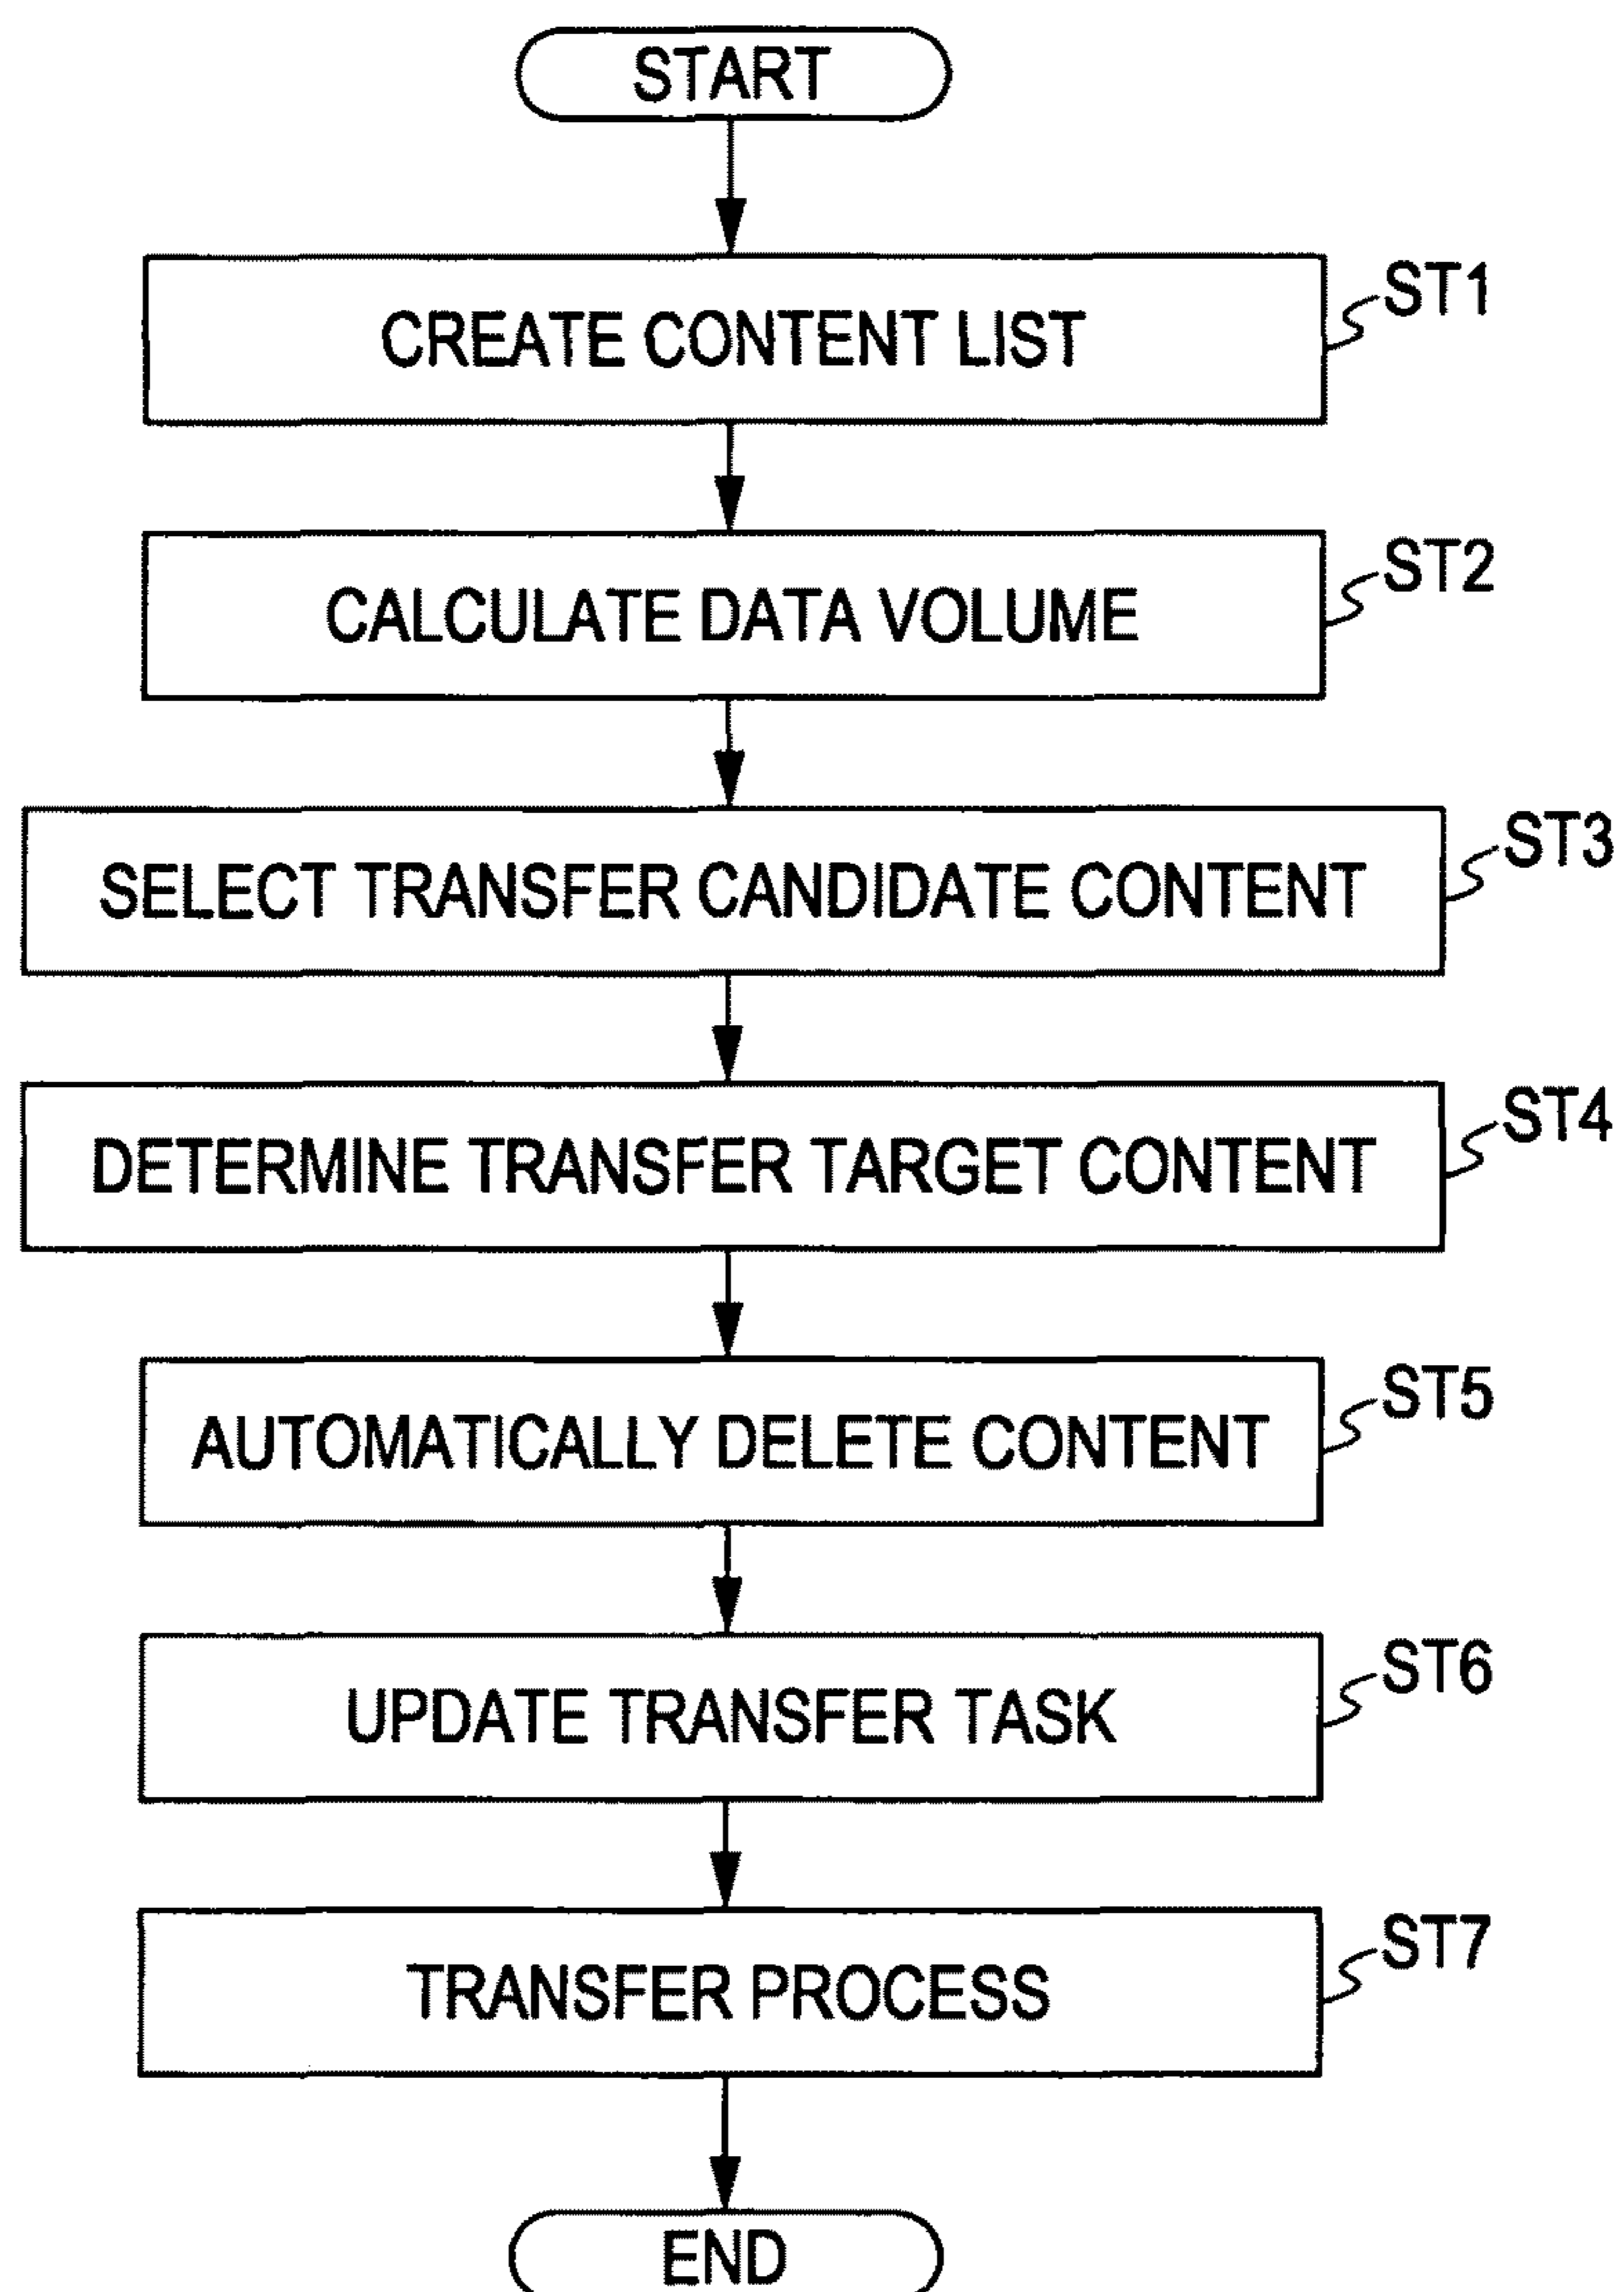 START
CREATE CONTENT LIST
ST1
CALCULATE DATA VOLUME
ST2
SELECT TRANSFER CANDIDATE CONTENT
ST3
DETERMINE TRANSFER TARGET CONTENT
ST4
AUTOMATICALLY DELETE CONTENT
ST5
UPDATE TRANSFER TASK
ST6
TRANSFER PROCESS
ST7
END